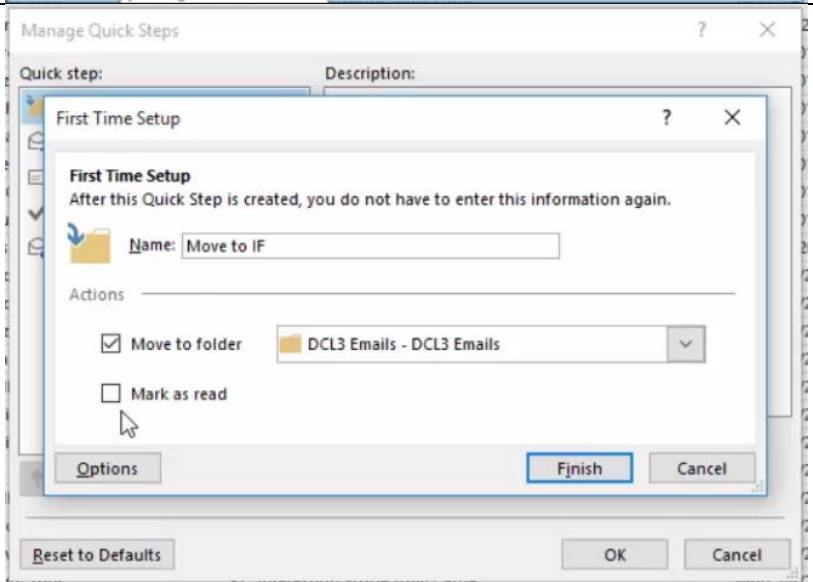 Manage Quick Steps
Quick step: Description:
First Time Setup
First Time Setup
After this Quick Step is created, you do not have to enter this information again.
Name: Move to IF
Actions
Move to folder DCL3 Emails - DCL3 Emails
Mark as read
Options Finish Cancel
Reset to Defaults OK Cancel